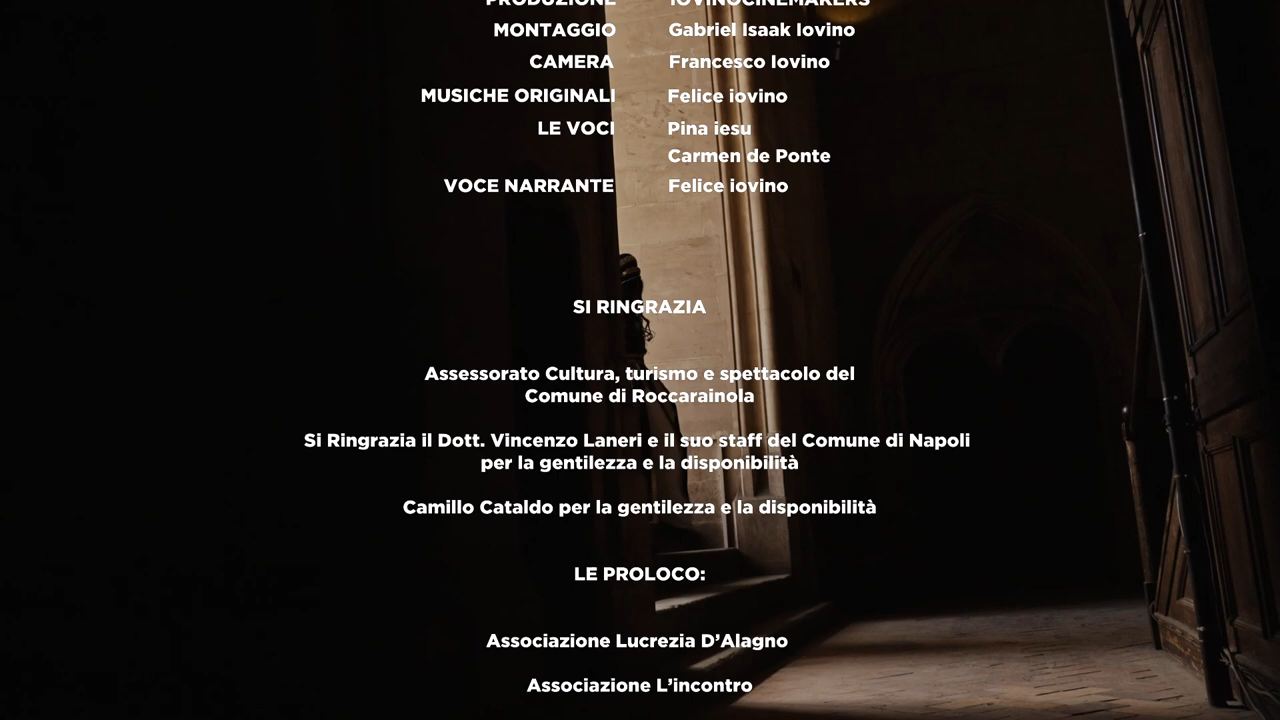 PRODUZIONE IOVINOCINEMAKERS
MONTAGGIO Gabriel Isaak Iovino
CAMERA Francesco Iovino
MUSICHE ORIGINALI Felice iovino
LE VOCI Pina iesu
Carmen de Ponte
VOCE NARRANTE Felice iovino
SI RINGRAZIA
Assessorato Cultura, turismo e spettacolo del
Comune di Roccarainola
Si Ringrazia il Dott. Vincenzo Laneri e il suo staff del Comune di Napoli
per la gentilezza e la disponibilità
Camillo Cataldo per la gentilezza e la disponibilità
LE PROLOCO:
Associazione Lucrezia D’Alagno
Associazione L’incontro